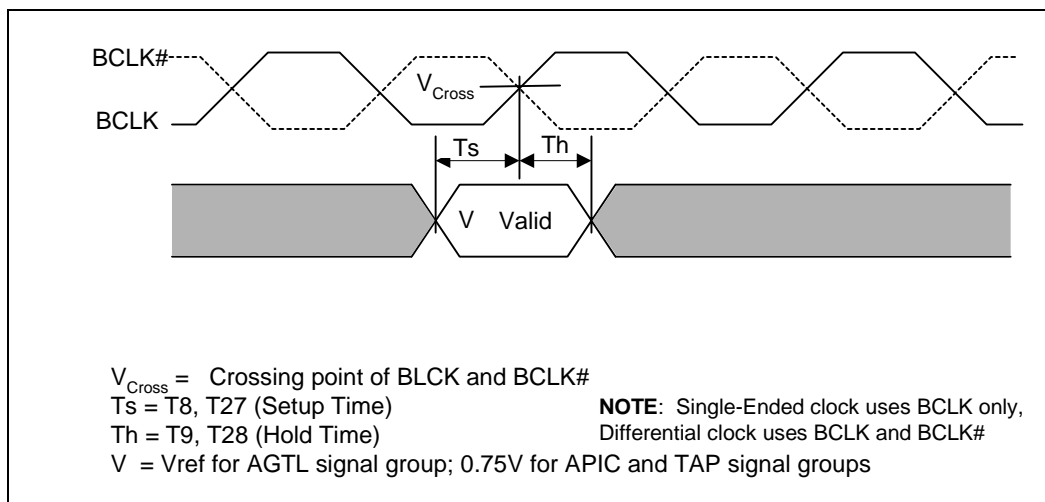 BCLK#
V_Cross
BCLK
Ts Th
V Valid
V_Cross = Crossing point of BLCK and BCLK#
Ts = T8, T27 (Setup Time)
Th = T9, T28 (Hold Time)
NOTE: Single-Ended clock uses BCLK only,
Differential clock uses BCLK and BCLK#
V = Vref for AGTL signal group; 0.75V for APIC and TAP signal groups